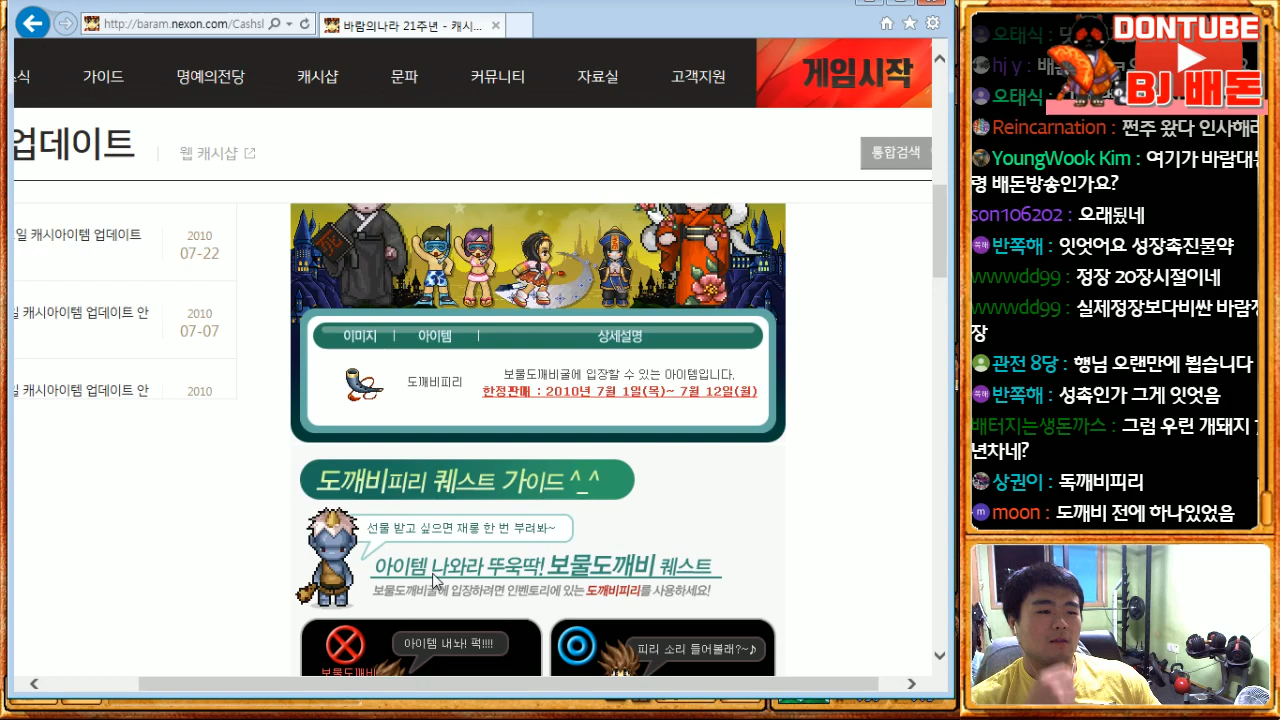 http://baram.nexon.com/Cashsl
바람의나라 21주년 - 캐시...
소식
가이드
명예의전당
캐시샵
문파
커뮤니티
자료실
고객지원
게임시작
업데이트
웹 캐시샵
통합검색
일 캐시아이템 업데이트
2010
07-22
일 캐시아이템 업데이트 안
2010
07-07
일 캐시아이템 업데이트 안
2010
死
이미지
아이템
상세설명
도깨비피리
보물도깨비굴에 입장할 수 있는 아이템입니다.
한정판매 : 2010년 7월 1일(목)~ 7월 12일(월)
도깨비피리 퀘스트 가이드 ^_^
선물 받고 싶으면 재롱 한 번 부려봐~
아이템 나와라 뚜욱딱! 보물도깨비 퀘스트
보물도깨비굴에 입장하려면 인벤토리에 있는 도깨비피리를 사용하세요!
아이템 내놔! 퍽!!!!
보물도깨비
피리 소리 들어볼래?~♪
DONTUBE
BJ 배돈
오태식 :
hj y : 배
오태식 :
Reincarnation : 쩐주 왔다 인사해라
YoungWook Kim : 여기가 바람대통
령 배돈방송인가요?
son106202 : 오래됬네
반쪽해 : 잇엇어요 성장촉진물약
wwwd99 : 정장 20장시절이네
wwwd99 : 실제정장보다비싼 바람정
장
관전 8당 : 행님 오랜만에 뵙습니다
반쪽해 : 성촉인가 그게 잇엇음
배터지는생돈까스 : 그럼 우린 개돼지
년차네?
상권이 : 독깨비피리
moon : 도깨비 전에 하나있었음